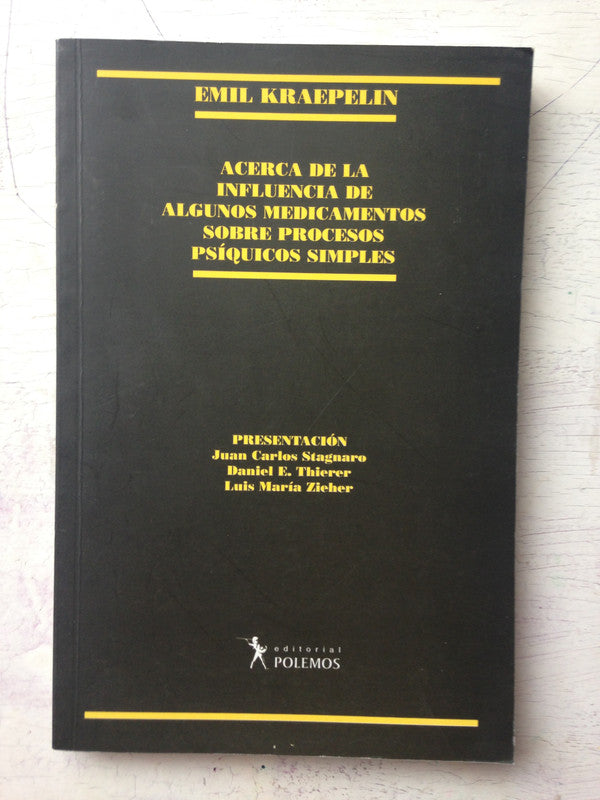 EMIL KRAEPELIN
ACERCA DE LA
INFLUENCIA DE
ALGUNOS MEDICAMENTOS
SOBRE PROCESOS
PSÍQUICOS SIMPLES
PRESENTACIÓN
Juan Carlos Stagnaro
Daniel E. Thierer
Luis María Zieher
editorial
POLEMOS